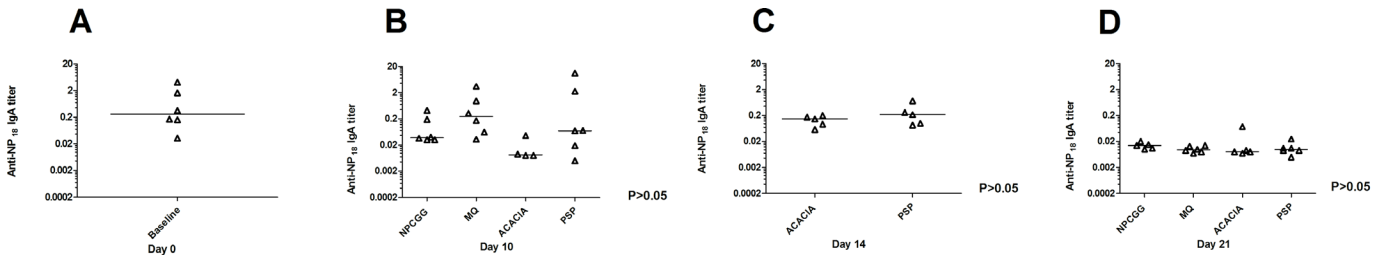 A
Anti-NP18 IgA titer
20
2
0.2
0.02
0.002
0.0002
Baseline
Day 0
B
Anti-NP18 IgA titer
20
2
0.2
0.02
0.002
0.0002
NPCGG
MQ
ACACIA
PSP
Day 10
P>0.05
C
Anti-NP18 IgA titer
20
2
0.2
0.02
0.002
0.0002
ACACIA
PSP
Day 14
P>0.05
D
Anti-NP18 IgA titer
20
2
0.2
0.02
0.002
0.0002
NPCGG
MQ
ACACIA
PSP
Day 21
P>0.05